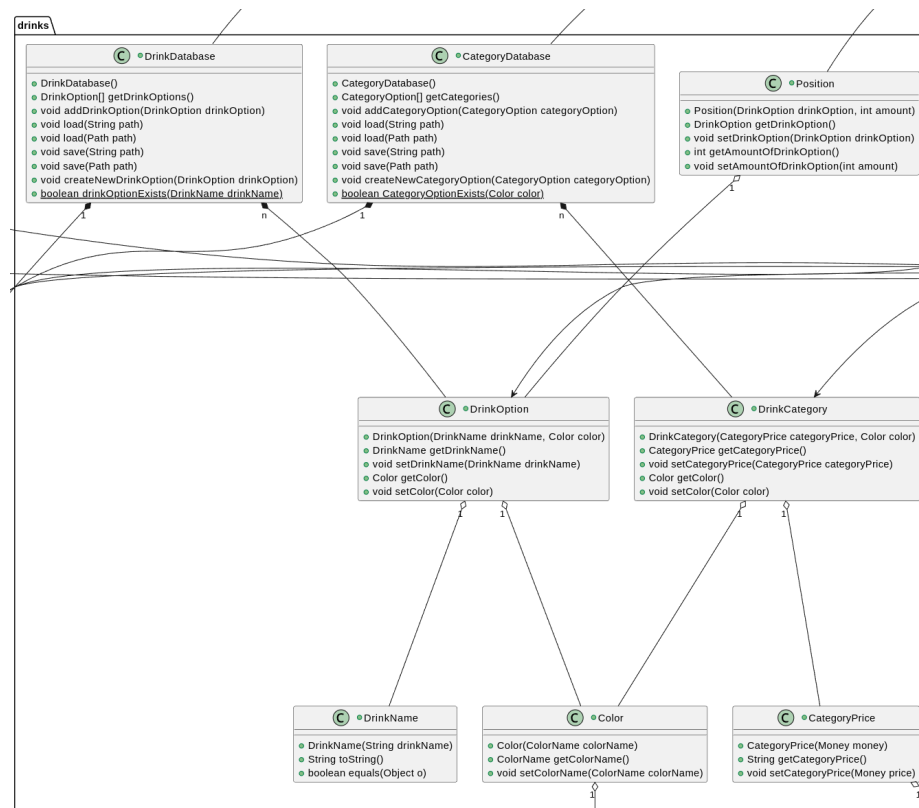 drinks
DrinkDatabase
DrinkDatabase()
DrinkOption[] getDrinkOptions()
void addDrinkOption(DrinkOption drinkOption)
void load(String path)
void load(Path path)
void save(String path)
void save(Path path)
void createNewDrinkOption(DrinkOption drinkOption)
boolean drinkOptionExists(DrinkName drinkName)
CategoryDatabase
CategoryDatabase()
CategoryOption[] getCategories()
void addCategoryOption(CategoryOption categoryOption)
void load(String path)
void load(Path path)
void save(String path)
void save(Path path)
void createNewCategoryOption(CategoryOption categoryOption)
boolean CategoryOptionExists(Color color)
Position
Position(DrinkOption drinkOption, int amount)
DrinkOption getDrinkOption()
void setDrinkOption(DrinkOption drinkOption)
int getAmountOfDrinkOption()
void setAmountOfDrinkOption(int amount)
1
n
1
n
1
DrinkOption
DrinkOption(DrinkName drinkName, Color color)
DrinkName getDrinkName()
void setDrinkName(DrinkName drinkName)
Color getColor()
void setColor(Color color)
DrinkCategory
DrinkCategory(CategoryPrice categoryPrice, Color color)
CategoryPrice getCategoryPrice()
void setCategoryPrice(CategoryPrice categoryPrice)
Color getColor()
void setColor(Color color)
1
1
1
1
DrinkName
DrinkName(String drinkName)
String toString()
boolean equals(Object o)
Color
Color(ColorName colorName)
ColorName getColorName()
void setColorName(ColorName colorName)
CategoryPrice
CategoryPrice(Money money)
String getCategoryPrice()
void setCategoryPrice(Money price)
1
1